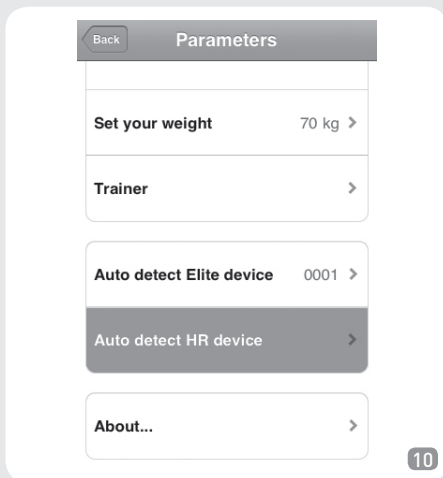 Back Parameters
Set your weight 70 kg >
Trainer >
Auto detect Elite device 0001 >
Auto detect HR device >
About... >
10